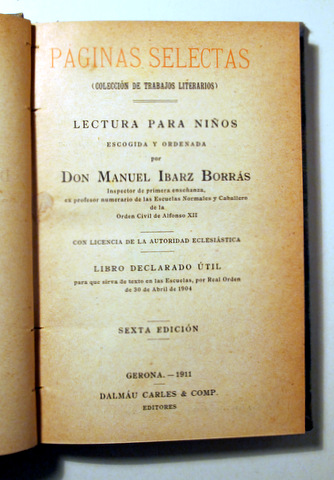 PÁGINAS SELECTAS
(COLECCIÓN DE TRABAJOS LITERARIOS)
LECTURA PARA NIÑOS
ESCOGIDA Y ORDENADA
por
DON MANUEL IBARZ BORRÁS
Inspector de primera enseñanza,
ex profesor numerario de las Escuelas Normales y Caballero
de la
Orden Civil de Alfonso XII
CON LICENCIA DE LA AUTORIDAD ECLESIÁSTICA
LIBRO DECLARADO ÚTIL
para que sirva de texto en las Escuelas, por Real Orden
de 30 de Abril de 1904
SEXTA EDICIÓN
GERONA.—1911
DALMÁU CARLES & COMP.
EDITORES